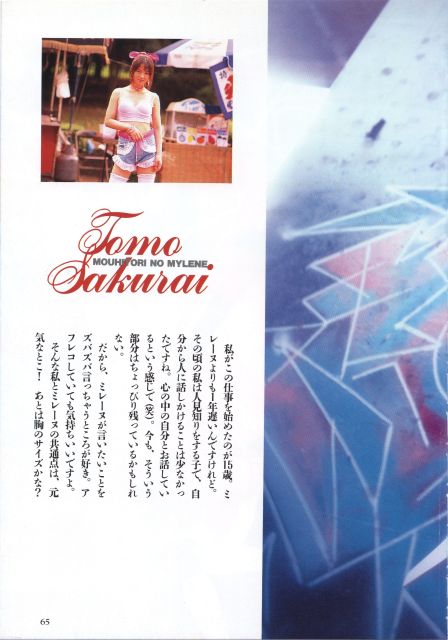 Tomo
MOUHITORI NO MYLENE
Sakurai
私がこの仕事を始めたのが15歳。ミ
レーヌよりも1年遅いんですけれど。
その頃の私は人見知りをする子で、自
分から人に話しかけることは少なかっ
たですね。心の中の自分とお話してい
るという感じで(笑)。今も、そういう
部分はちょっぴり残っているかもしれ
ない。
だから、ミレーヌが言いたいことを
ズバズバ言っちゃうところが好き。ア
フレコしていても気持ちいいですよ。
そんな私とミレーヌの共通点は、元
気なとこ! あとは胸のサイズかな?
65